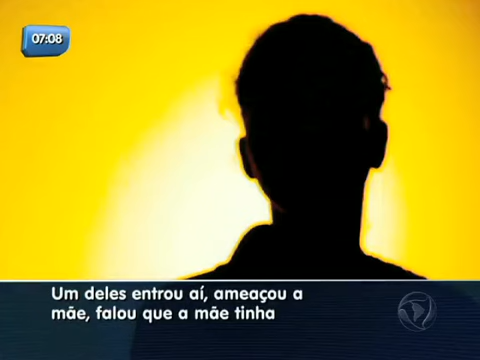 07:08
Um deles entrou aí, ameaçou a
mãe, falou que a mãe tinha